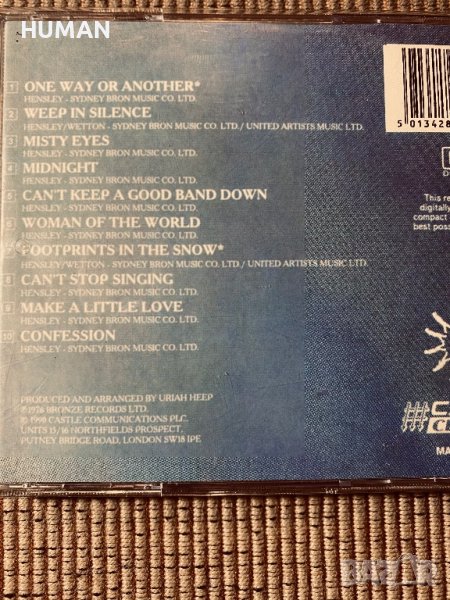 HUMAN
1 ONE WAY OR ANOTHER*
HENSLEY - SYDNEY BRON MUSIC CO. LTD.
2 WEEP IN SILENCE
HENSLEY/WETTON - SYDNEY BRON MUSIC CO. LTD./ UNITED ARTISTS MUSIC LTD.
3 MISTY EYES
HENSLEY - SYDNEY BRON MUSIC CO. LTD.
4 MIDNIGHT
HENSLEY - SYDNEY BRON MUSIC CO. LTD.
5 CAN'T KEEP A GOOD BAND DOWN
HENSLEY - SYDNEY BRON MUSIC CO. LTD.
6 WOMAN OF THE WORLD
HENSLEY - SYDNEY BRON MUSIC CO. LTD.
FOOTPRINTS IN THE SNOW*
HENSLEY/WETTON - SYDNEY BRON MUSIC CO. LTD./ UNITED ARTISTS MUSIC LTD.
8 CAN'T STOP SINGING
HENSLEY - SYDNEY BRON MUSIC CO. LTD.
9 MAKE A LITTLE LOVE
HENSLEY - SYDNEY BRON MUSIC CO. LTD.
10 CONFESSION
HENSLEY - SYDNEY BRON MUSIC CO. LTD.
PRODUCED AND ARRANGED BY URIAH HEEP
℗ 1976 BRONZE RECORDS LTD.
© 1990 CASTLE COMMUNICATIONS PLC.
UNITS 15/16 NORTHFIELDS PROSPECT,
PUTNEY BRIDGE ROAD, LONDON SW18 1PE
5 013428
This re
digitally
compact
best poss
C
MA
BAZAR